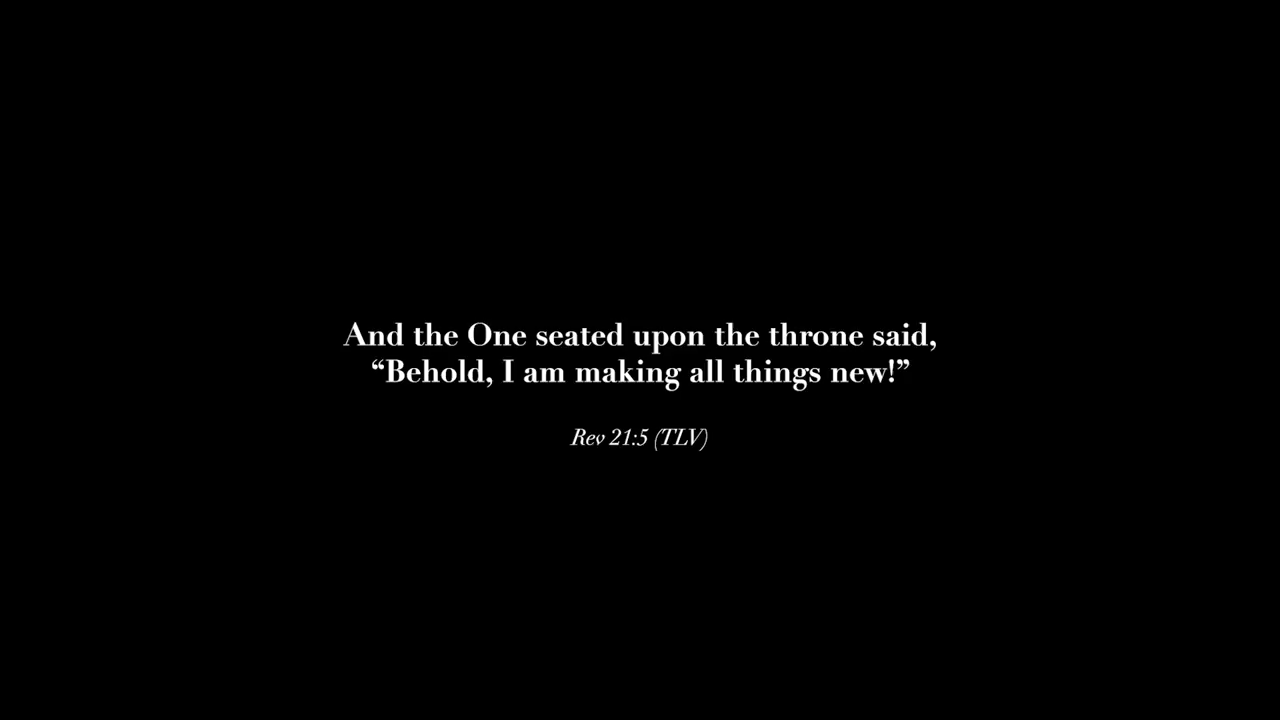 And the One seated upon the throne said,
“Behold, I am making all things new!”
Rev 21:5 (TLV)